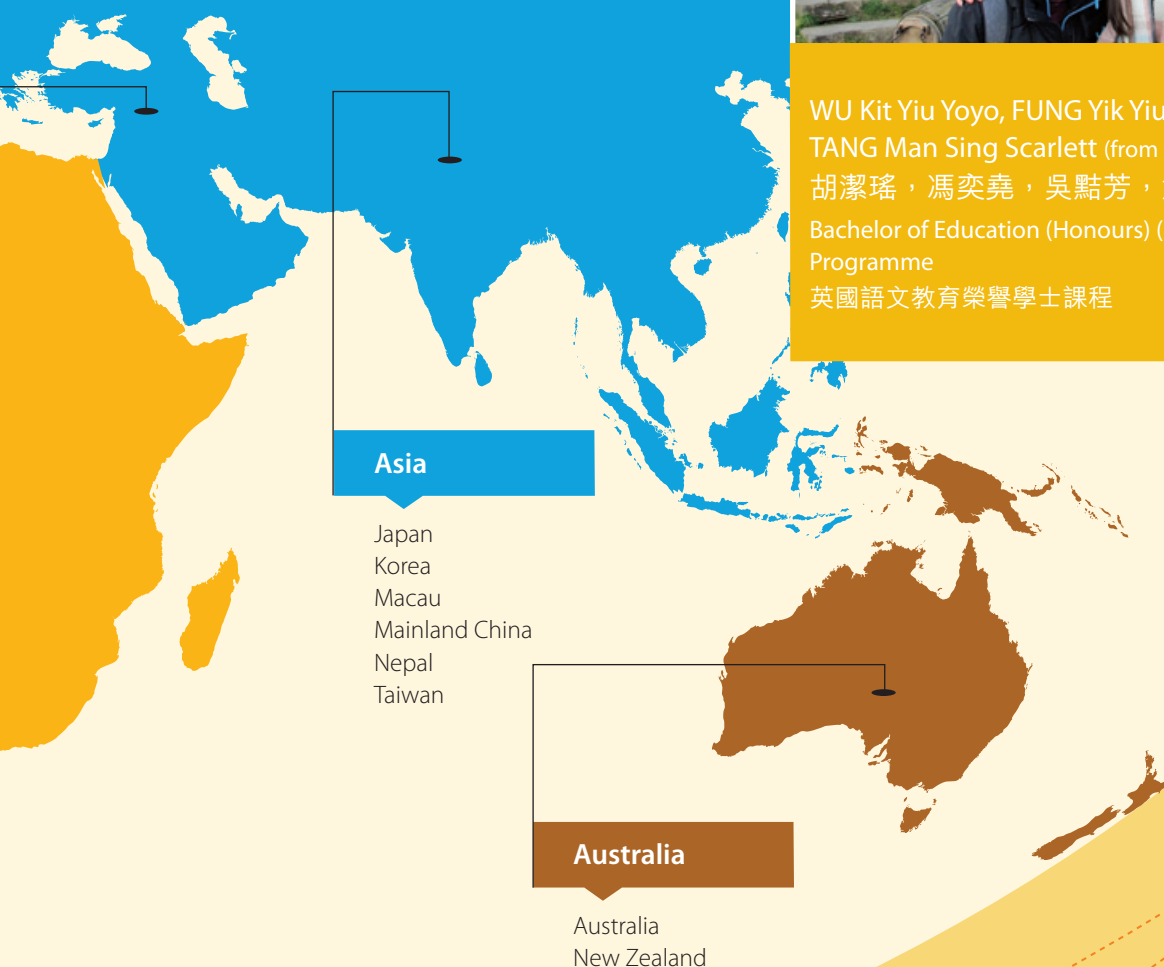 WU Kit Yiu Yoyo, FUNG Yik Yiu
TANG Man Sing Scarlett (from
胡潔瑤，馮奕堯，吳黠芳，
Bachelor of Education (Honours) (
Programme
英國語文教育榮譽學士課程
Asia
Japan
Korea
Macau
Mainland China
Nepal
Taiwan
Australia
Australia
New Zealand